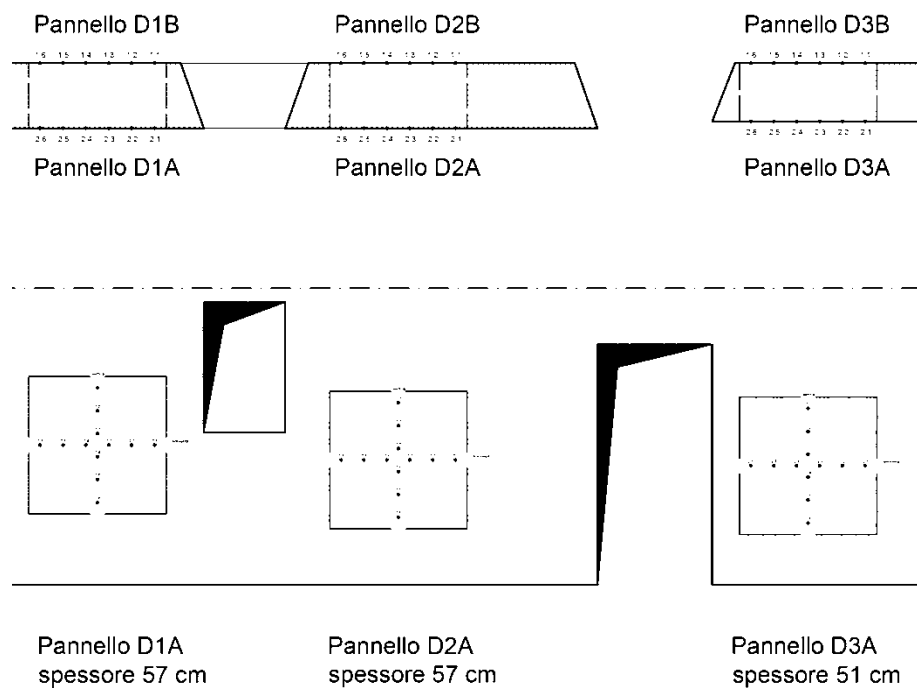 Pannello D1B Pannello D2B Pannello D3B
16 15 14 13 12 11 16 15 14 13 12 11 16 15 14 13 12 11
26 25 24 23 22 21 26 25 24 23 22 21 26 25 24 23 22 21
Pannello D1A Pannello D2A Pannello D3A
Pannello D1A Pannello D2A Pannello D3A
spessore 57 cm spessore 57 cm spessore 51 cm